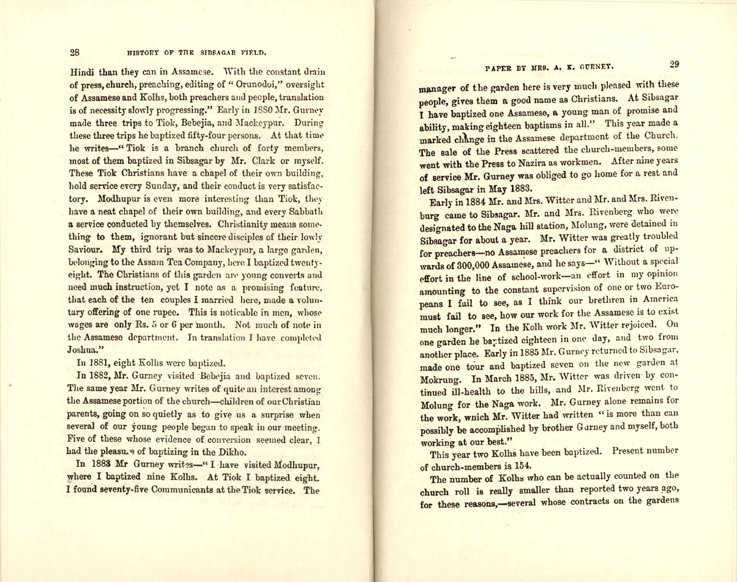 28 HISTORY OF THE SIBSAGAR FIELD.
Hindi than they can in Assamese. With the constant drain
of press, church, preaching, editing of “ Orunodoi,” oversight
of Assamese and Kolhs, both preachers and people, translation
is of necessity slowly progressing.” Early in 1880 Mr. Gurney
made three trips to Tiok, Bebejia, and Mackeypur. During
these three trips he baptized fifty-four persons. At that time
he writes—“ Tiok is a branch church of forty members,
most of them baptized in Sibsagar by Mr. Clark or myself.
These Tiok Christians have a chapel of their own building,
hold service every Sunday, and their conduct is very satisfac-
tory. Modhupur is even more interesting than Tiok, they
have a neat chapel of their own building, and every Sabbath
a service conducted by themselves. Christianity means some-
thing to them, ignorant but sincere disciples of their lowly
Saviour. My third trip was to Mackeypur, a large garden,
belonging to the Assam Tea Company, here I baptized twenty-
eight. The Christians of this garden are young converts and
need much instruction, yet I note as a promising feature.
that each of the ten couples I married here, made a volun-
tary offering of one rupee. This is noticable in men, whose
wages are only Rs. 5 or 6 per month. Not much of note in
the Assamese department. In translation I have completed
Joshua.”
In 1881, eight Kolhs were baptized.
In 1882, Mr. Gurney visited Bebejia and baptized seven.
The same year Mr. Gurney writes of quite an interest among
the Assamese portion of the church—children of our Christian
parents, going on so quietly as to give us a surprise when
several of our young people began to speak in our meeting.
Five of these whose evidence of conversion seemed clear, I
had the pleasure of baptizing in the Dikho.
In 1883 Mr Gurney writes—“ I have visited Modhupur,
where I baptized nine Kolhs. At Tiok I baptized eight.
I found seventy-five Communicants at the Tiok service. The
PAPER BY MRS. A. K. GURNEY. 29
manager of the garden here is very much pleased with these
people, gives them a good name as Christians. At Sibsagar
I have baptized one Assamese, a young man of promise and
ability, making eighteen baptisms in all.” This year made a
marked change in the Assamese department of the Church.
The sale of the Press scattered the church-members, some
went with the Press to Nazira as workmen. After nine years
of service Mr. Gurney was obliged to go home for a rest and
left Sibsagar in May 1883.
Early in 1884 Mr. and Mrs. Witter and Mr. and Mrs. Riven-
burg came to Sibsagar. Mr. and Mrs. Rivenberg who were
designated to the Naga hill station, Molung, were detained in
Sibsagar for about a year. Mr. Witter was greatly troubled
for preachers—no Assamese preachers for a district of up-
wards of 300,000 Assamese, and he says—“ Without a special
effort in the line of school-work—an effort in my opinion
amounting to the constant supervision of one or two Euro-
peans I fail to see, as I think our brethren in America
must fail to see, how our work for the Assamese is to exist
much longer.” In the Kolh work Mr. Witter rejoiced. On
one garden he baptized eighteen in one day, and two from
another place. Early in 1885 Mr. Gurney returned to Sibsagar,
made one tour and baptized seven on the new garden at
Mokrung. In March 1885, Mr. Witter was driven by con-
tinued ill-health to the hills, and Mr. Rivenberg went to
Molung for the Naga work. Mr. Gurney alone remains for
the work, which Mr. Witter had written “ is more than can
possibly be accomplished by brother Gurney and myself, both
working at our best.”
This year two Kolhs have been baptized. Present number
of church-members is 154.
The number of Kolhs who can be actually counted on the
church roll is really smaller than reported two years ago,
for these reasons,—several whose contracts on the gardens